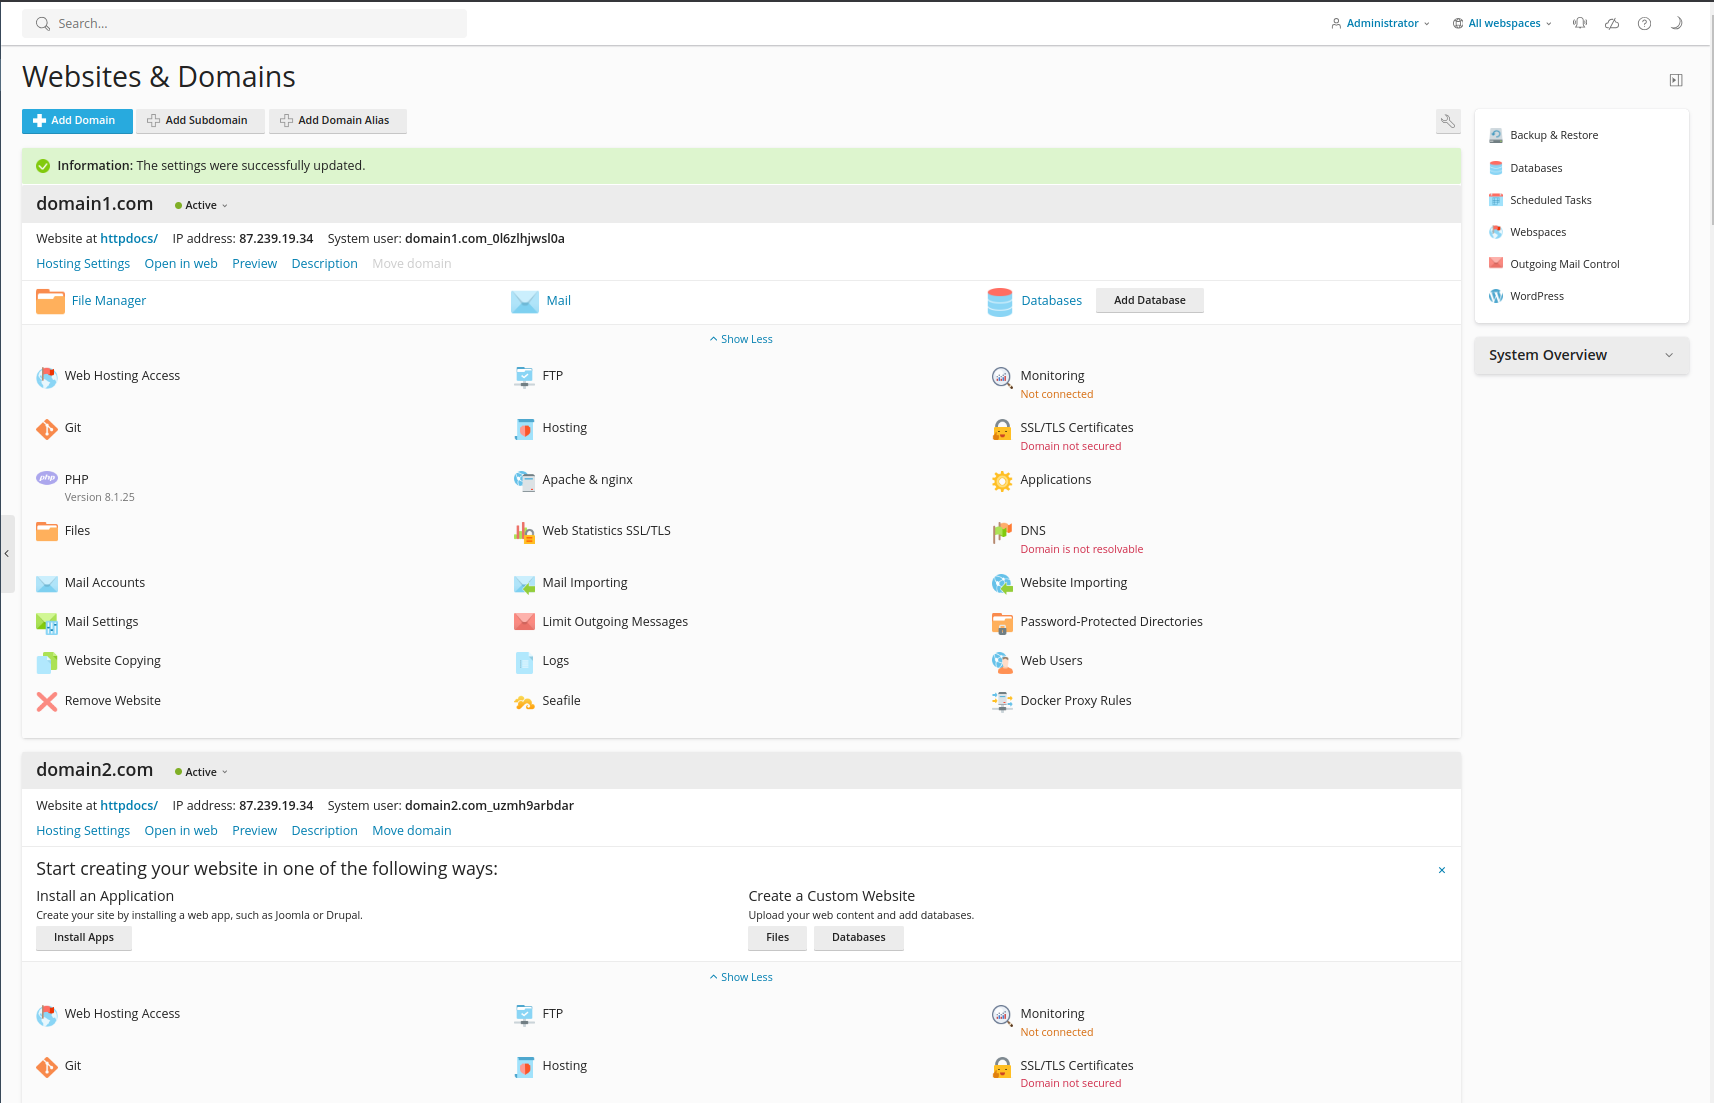 Search...
Administrator
All webspaces
Websites & Domains
Add Domain
Add Subdomain
Add Domain Alias
Information: The settings were successfully updated.
domain1.com
Active
Website at httpdocs/ IP address: 87.239.19.34 System user: domain1.com_0l6zlhjwsl0a
Hosting Settings Open in web Preview Description Move domain
File Manager
Mail
Databases
Add Database
Show Less
Web Hosting Access
FTP
Monitoring
Not connected
Git
Hosting
SSL/TLS Certificates
Domain not secured
PHP
Version 8.1.25
Apache & nginx
Applications
Files
Web Statistics SSL/TLS
DNS
Domain is not resolvable
Mail Accounts
Mail Importing
Website Importing
Mail Settings
Limit Outgoing Messages
Password-Protected Directories
Website Copying
Logs
Web Users
Remove Website
Seafile
Docker Proxy Rules
domain2.com
Active
Website at httpdocs/ IP address: 87.239.19.34 System user: domain2.com_uzmh9arbdar
Hosting Settings Open in web Preview Description Move domain
Start creating your website in one of the following ways:
Install an Application
Create your site by installing a web app, such as Joomla or Drupal.
Install Apps
Create a Custom Website
Upload your web content and add databases.
Files
Databases
Show Less
Web Hosting Access
FTP
Monitoring
Not connected
Git
Hosting
SSL/TLS Certificates
Domain not secured
Backup & Restore
Databases
Scheduled Tasks
Webspaces
Outgoing Mail Control
WordPress
System Overview